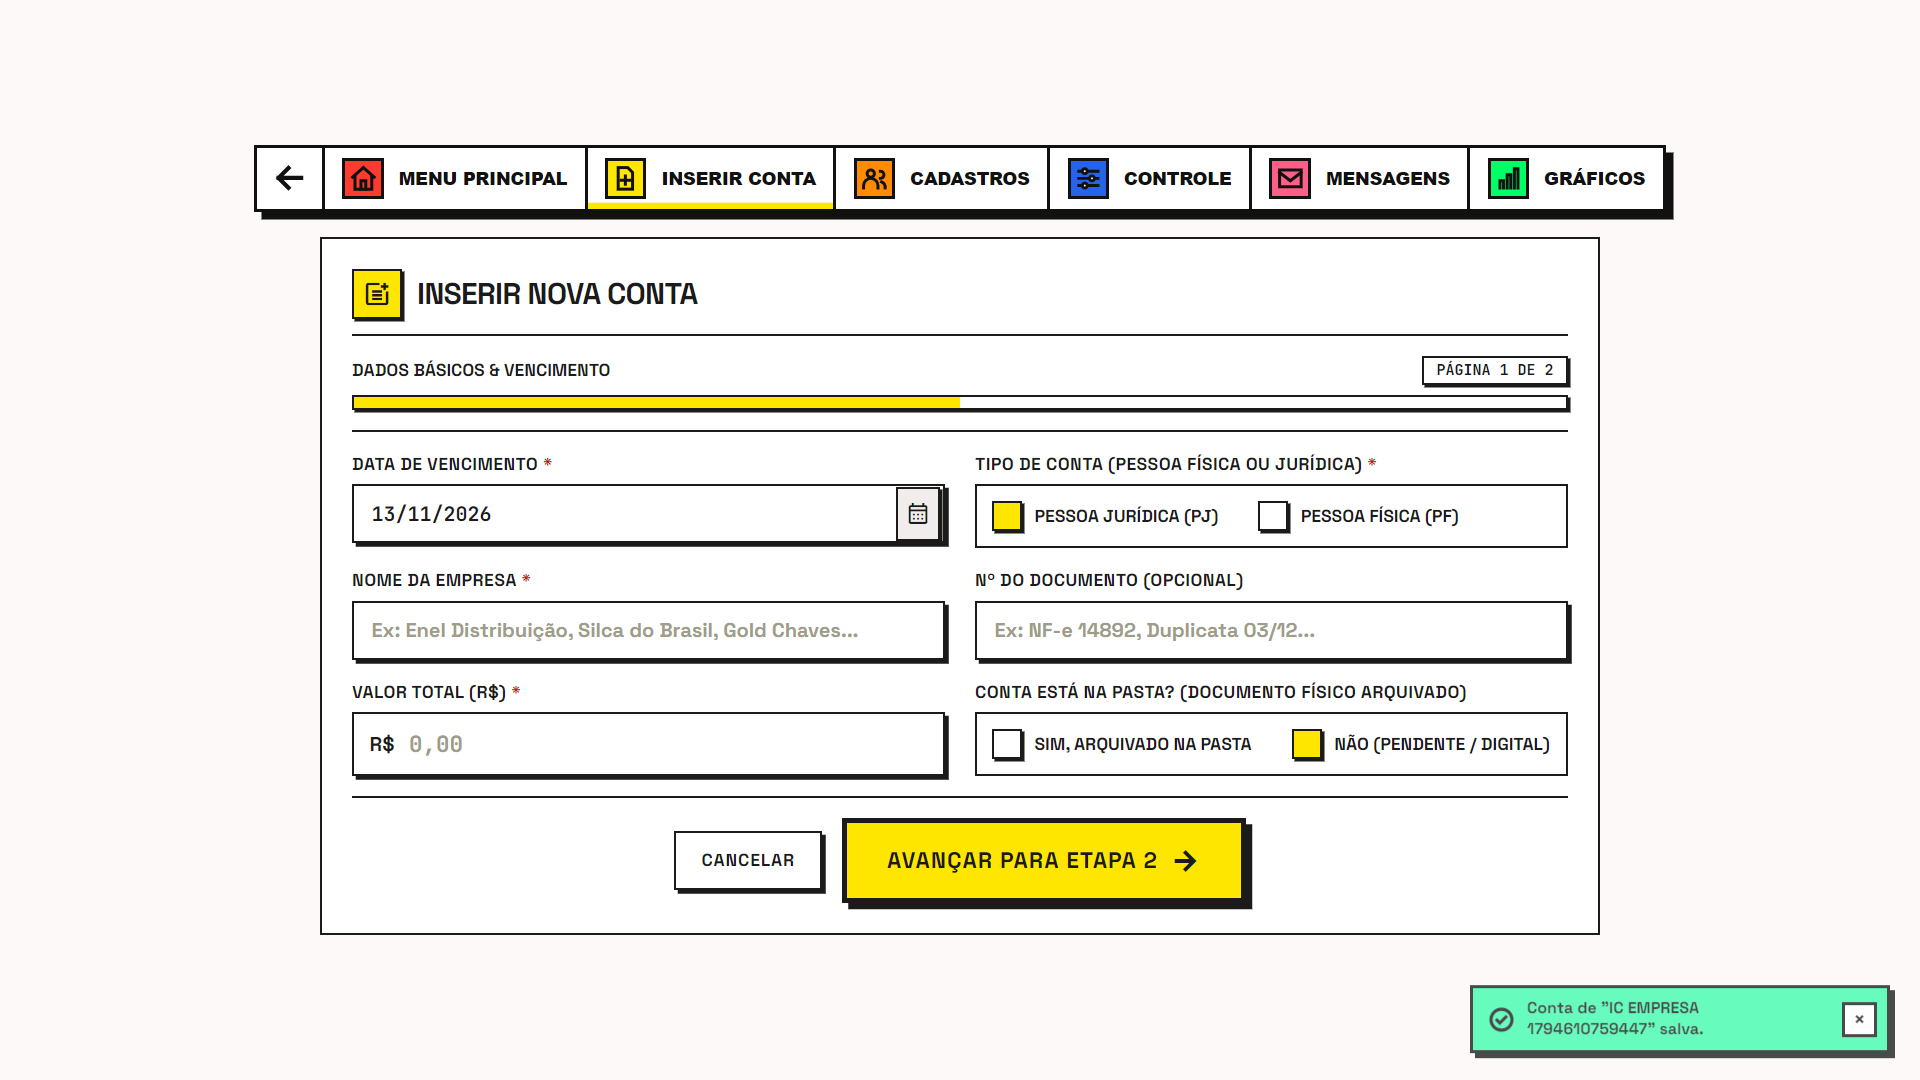 MENU PRINCIPAL
INSERIR CONTA
CADASTROS
CONTROLE
MENSAGENS
GRÁFICOS
INSERIR NOVA CONTA
DADOS BÁSICOS & VENCIMENTO
PÁGINA 1 DE 2
DATA DE VENCIMENTO *
TIPO DE CONTA (PESSOA FÍSICA OU JURÍDICA) *
13/11/2026
PESSOA JURÍDICA (PJ)
PESSOA FÍSICA (PF)
NOME DA EMPRESA *
Nº DO DOCUMENTO (OPCIONAL)
Ex: Enel Distribuição, Silca do Brasil, Gold Chaves...
Ex: NF-e 14892, Duplicata 03/12...
VALOR TOTAL (R$) *
CONTA ESTÁ NA PASTA? (DOCUMENTO FÍSICO ARQUIVADO)
R$ 0,00
SIM, ARQUIVADO NA PASTA
NÃO (PENDENTE / DIGITAL)
CANCELAR
AVANÇAR PARA ETAPA 2
Conta de "IC EMPRESA
1794610759447" salva.
×